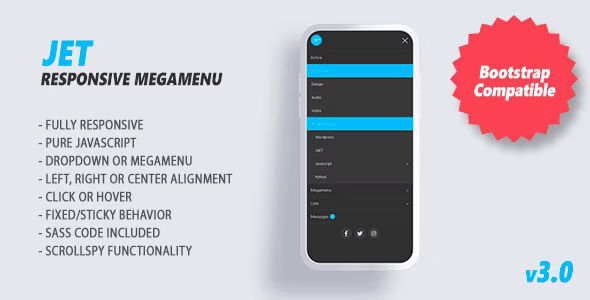 JET
RESPONSIVE MEGAMENU
- FULLY RESPONSIVE
- PURE JAVASCRIPT
- DROPDOWN OR MEGAMENU
- LEFT, RIGHT OR CENTER ALIGNMENT
- CLICK OR HOVER
- FIXED/STICKY BEHAVIOR
- SASS CODE INCLUDED
- SCROLLSPY FUNCTIONALITY
JET
Active
Design
Audio
Video
Wordpress
.NET
Javascript
Python
Megamenu
Lists
Messages
Bootstrap
Compatible
v3.0